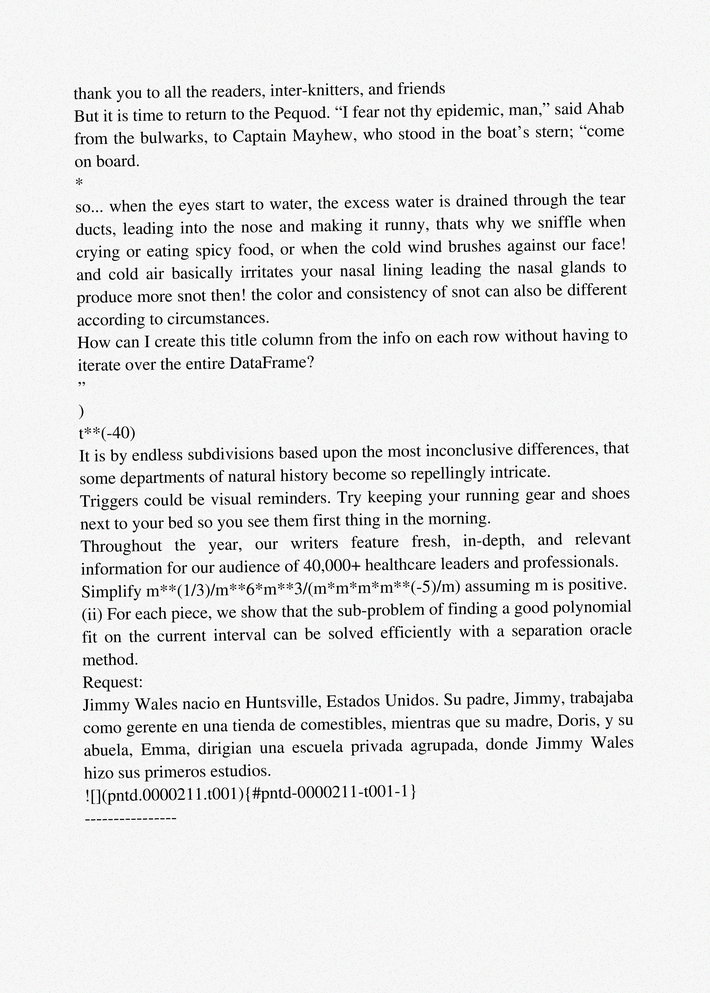 thank you to all the readers, inter-knitters, and friends
But it is time to return to the Pequod. “I fear not thy epidemic, man,” said Ahab
from the bulwarks, to Captain Mayhew, who stood in the boat’s stern; “come
on board.
*
so... when the eyes start to water, the excess water is drained through the tear
ducts, leading into the nose and making it runny, thats why we sniffle when
crying or eating spicy food, or when the cold wind brushes against our face!
and cold air basically irritates your nasal lining leading the nasal glands to
produce more snot then! the color and consistency of snot can also be different
according to circumstances.
How can I create this title column from the info on each row without having to
iterate over the entire DataFrame?
”
)
t**(-40)
It is by endless subdivisions based upon the most inconclusive differences, that
some departments of natural history become so repellingly intricate.
Triggers could be visual reminders. Try keeping your running gear and shoes
next to your bed so you see them first thing in the morning.
Throughout the year, our writers feature fresh, in-depth, and relevant
information for our audience of 40,000+ healthcare leaders and professionals.
Simplify m**(1/3)/m**6*m**3/(m*m*m*m**(-5)/m) assuming m is positive.
(ii) For each piece, we show that the sub-problem of finding a good polynomial
fit on the current interval can be solved efficiently with a separation oracle
method.
Request:
Jimmy Wales nacio en Huntsville, Estados Unidos. Su padre, Jimmy, trabajaba
como gerente en una tienda de comestibles, mientras que su madre, Doris, y su
abuela, Emma, dirigian una escuela privada agrupada, donde Jimmy Wales
hizo sus primeros estudios.
![](pntd.0000211.t001){#pntd-0000211-t001-1}
----------------